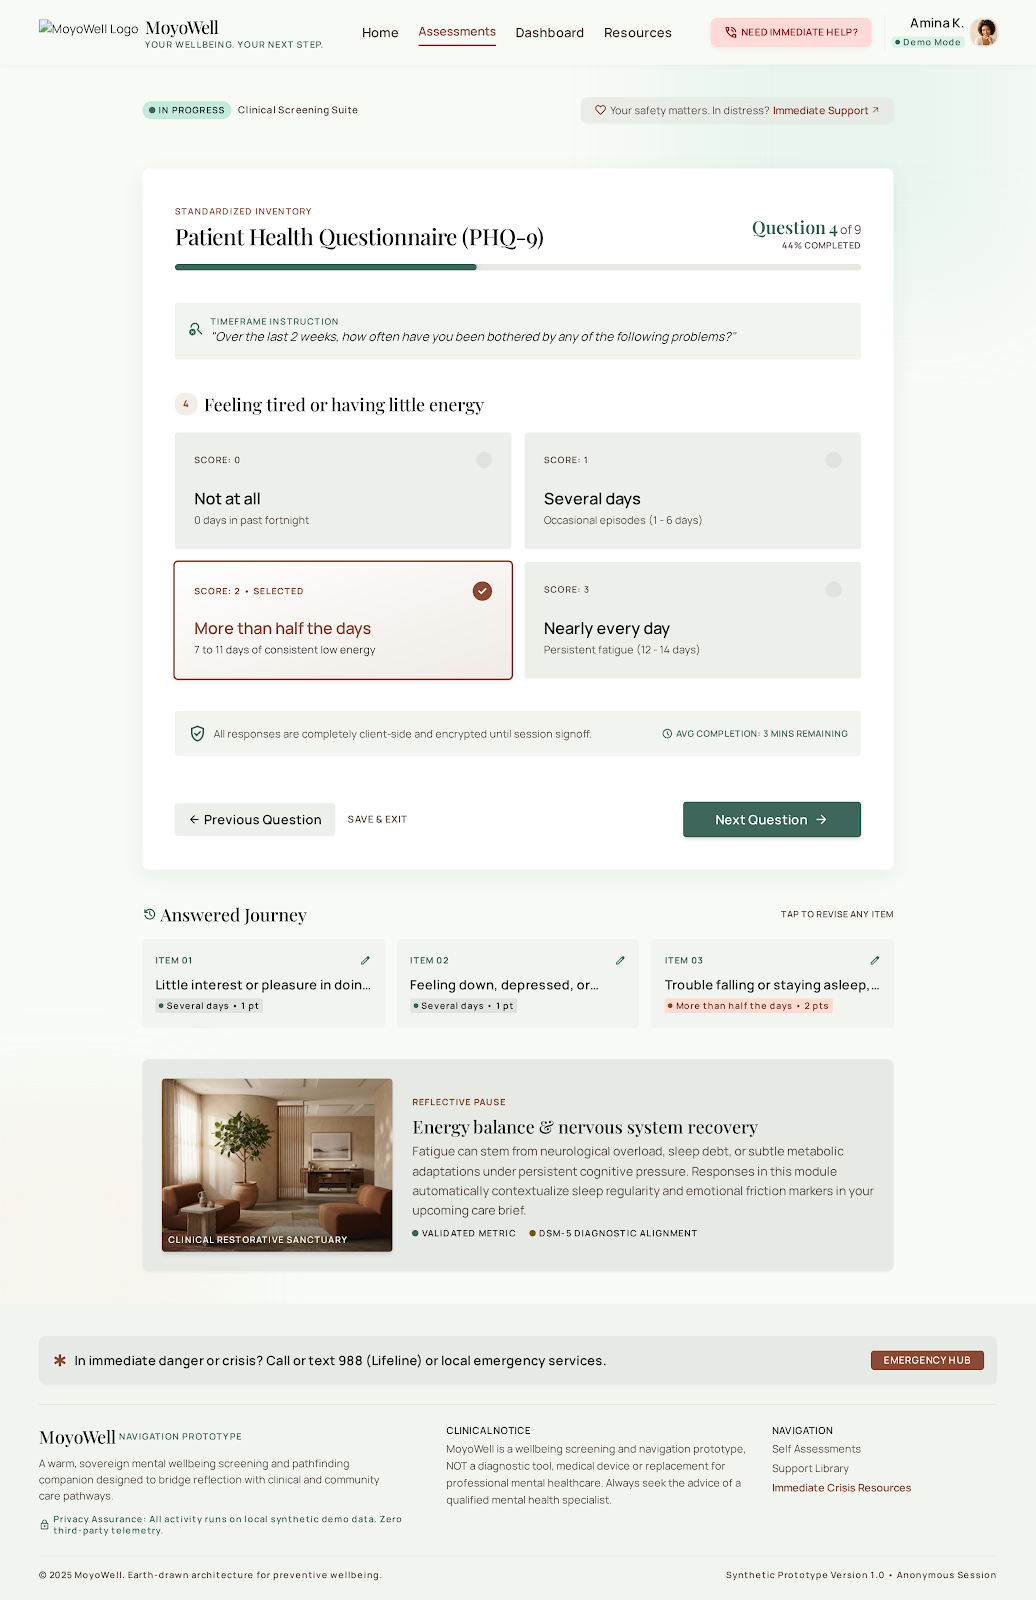 MoyoWell Logo
MoyoWell
YOUR WELLBEING. YOUR NEXT STEP.
Home
Assessments
Dashboard
Resources
NEED IMMEDIATE HELP?
Amina K.
Demo Mode
IN PROGRESS
Clinical Screening Suite
Your safety matters. In distress? Immediate Support ↗
STANDARDIZED INVENTORY
Patient Health Questionnaire (PHQ-9)
Question 4 of 9
44% COMPLETED
TIMEFRAME INSTRUCTION
"Over the last 2 weeks, how often have you been bothered by any of the following problems?"
4
Feeling tired or having little energy
SCORE: 0
Not at all
0 days in past fortnight
SCORE: 1
Several days
Occasional episodes (1 - 6 days)
SCORE: 2 • SELECTED
More than half the days
7 to 11 days of consistent low energy
SCORE: 3
Nearly every day
Persistent fatigue (12 - 14 days)
All responses are completely client-side and encrypted until session signoff.
AVG COMPLETION: 3 MINS REMAINING
← Previous Question
SAVE & EXIT
Next Question →
Answered Journey
TAP TO REVISE ANY ITEM
ITEM 01
Little interest or pleasure in doin...
Several days • 1 pt
ITEM 02
Feeling down, depressed, or...
Several days • 1 pt
ITEM 03
Trouble falling or staying asleep,...
More than half the days • 2 pts
CLINICAL RESTORATIVE SANCTUARY
REFLECTIVE PAUSE
Energy balance & nervous system recovery
Fatigue can stem from neurological overload, sleep debt, or subtle metabolic
adaptations under persistent cognitive pressure. Responses in this module
automatically contextualize sleep regularity and emotional friction markers in your
upcoming care brief.
VALIDATED METRIC
DSM-5 DIAGNOSTIC ALIGNMENT
In immediate danger or crisis? Call or text 988 (Lifeline) or local emergency services.
EMERGENCY HUB
MoyoWell NAVIGATION PROTOTYPE
A warm, sovereign mental wellbeing screening and pathfinding
companion designed to bridge reflection with clinical and community
care pathways.
Privacy Assurance: All activity runs on local synthetic demo data. Zero
third-party telemetry.
CLINICAL NOTICE
MoyoWell is a wellbeing screening and navigation prototype,
NOT a diagnostic tool, medical device or replacement for
professional mental healthcare. Always seek the advice of a
qualified mental health specialist.
NAVIGATION
Self Assessments
Support Library
Immediate Crisis Resources
© 2025 MoyoWell. Earth-drawn architecture for preventive wellbeing.
Synthetic Prototype Version 1.0 • Anonymous Session